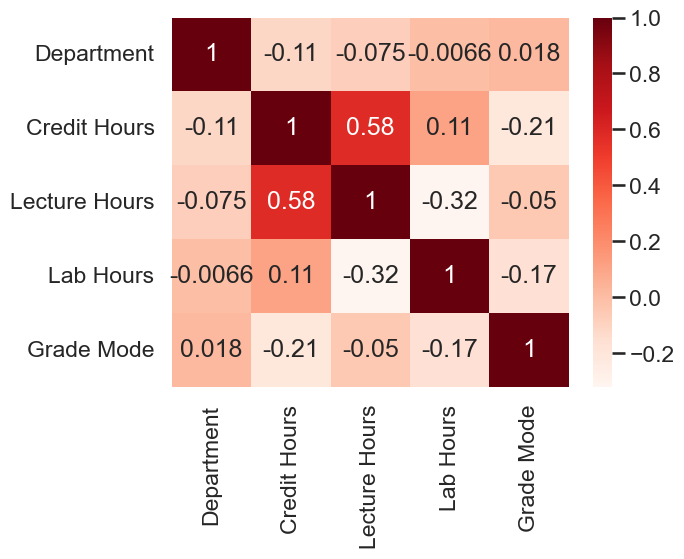 Department 1 -0.11 -0.075 -0.0066 0.018
Credit Hours -0.11 1 0.58 0.11 -0.21
Lecture Hours -0.075 0.58 1 -0.32 -0.05
Lab Hours -0.0066 0.11 -0.32 1 -0.17
Grade Mode 0.018 -0.21 -0.05 -0.17 1
Department
Credit Hours
Lecture Hours
Lab Hours
Grade Mode
1.0
0.8
0.6
0.4
0.2
0.0
−0.2